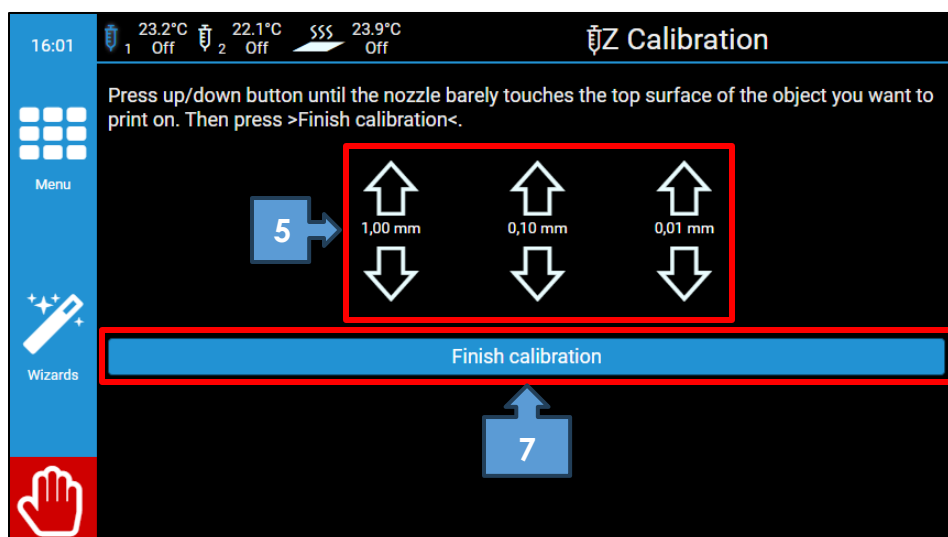 16:01
1 23.2°C Off 2 22.1°C Off 23.9°C Off
Z Calibration
Press up/down button until the nozzle barely touches the top surface of the object you want to
print on. Then press >Finish calibration<.
Menu
5
1,00 mm 0,10 mm 0,01 mm
Finish calibration
Wizards
7